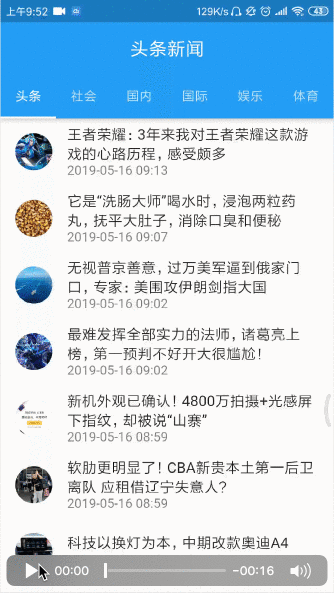 上午9:52
129K/s
43
头条新闻
头条 社会 国内 国际 娱乐 体育
王者荣耀: 3年来我对王者荣耀这款游
戏的心路历程, 感受颇多
2019-05-16 09:13
它是“洗肠大师”喝水时, 浸泡两粒药
丸, 抚平大肚子, 消除口臭和便秘
2019-05-16 09:07
无视普京善意, 过万美军逼到俄家门
口, 专家: 美围攻伊朗剑指大国
2019-05-16 09:02
最难发挥全部实力的法师, 诸葛亮上
榜, 第一预判不好开大很尴尬!
2019-05-16 09:02
新机外观已确认! 4800万拍摄+光感屏
下指纹, 却被说“山寨”
2019-05-16 08:59
软肋更明显了! CBA新贵本土第一后卫
离队 应租借辽宁失意人?
2019-05-16 08:59
科技以换灯为本, 中期改款奥迪A4
00:00
-00:16